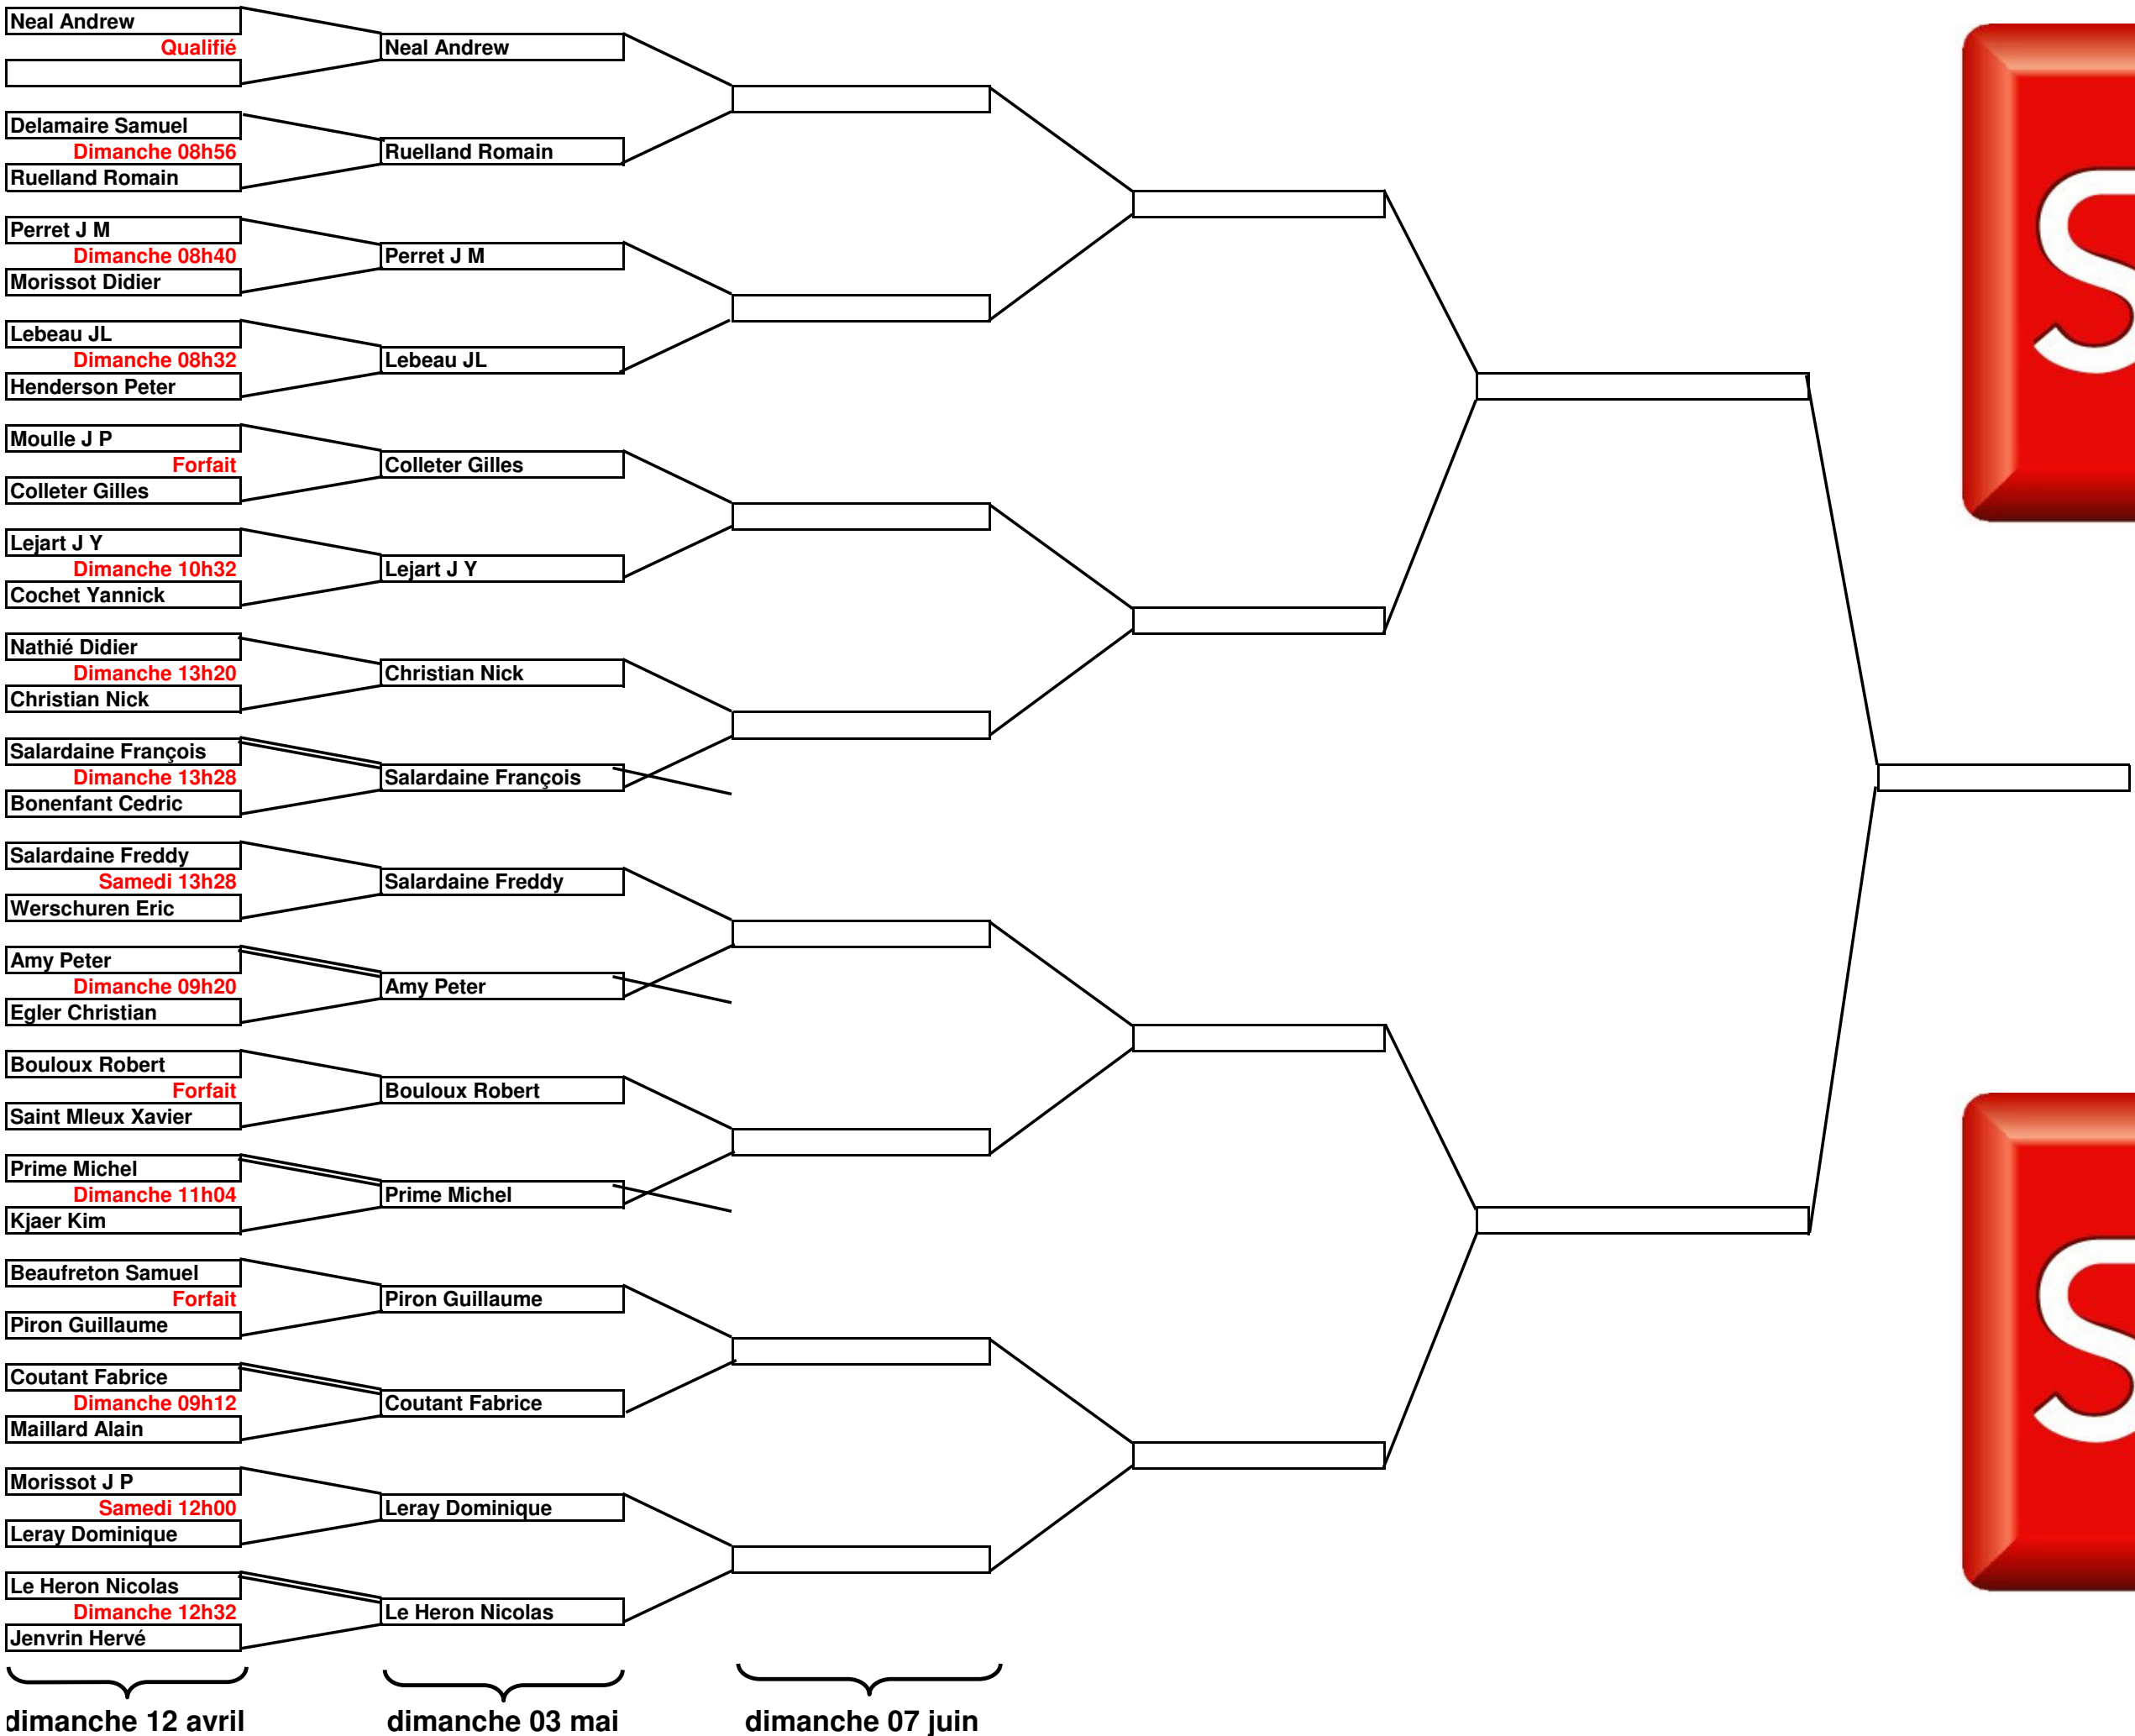 Neal Andrew
Qualifié
Neal Andrew
Delamaire Samuel
Dimanche 08h56
Ruelland Romain
Ruelland Romain
Perret J M
Dimanche 08h40
Perret J M
Morissot Didier
Lebeau JL
Dimanche 08h32
Lebeau JL
Henderson Peter
Moulle J P
Forfait
Colleter Gilles
Colleter Gilles
Lejart J Y
Dimanche 10h32
Lejart J Y
Cochet Yannick
Nathié Didier
Dimanche 13h20
Christian Nick
Christian Nick
Salardaine François
Dimanche 13h28
Salardaine François
Bonenfant Cedric
Salardaine Freddy
Samedi 13h28
Salardaine Freddy
Werschuren Eric
Amy Peter
Dimanche 09h20
Amy Peter
Egler Christian
Bouloux Robert
Forfait
Bouloux Robert
Saint Mleux Xavier
Prime Michel
Dimanche 11h04
Prime Michel
Kjaer Kim
Beaufreton Samuel
Forfait
Piron Guillaume
Piron Guillaume
Coutant Fabrice
Dimanche 09h12
Coutant Fabrice
Maillard Alain
Morissot J P
Samedi 12h00
Leray Dominique
Leray Dominique
Le Heron Nicolas
Dimanche 12h32
Le Heron Nicolas
Jenvrin Hervé
dimanche 12 avril
dimanche 03 mai
dimanche 07 juin
S
S